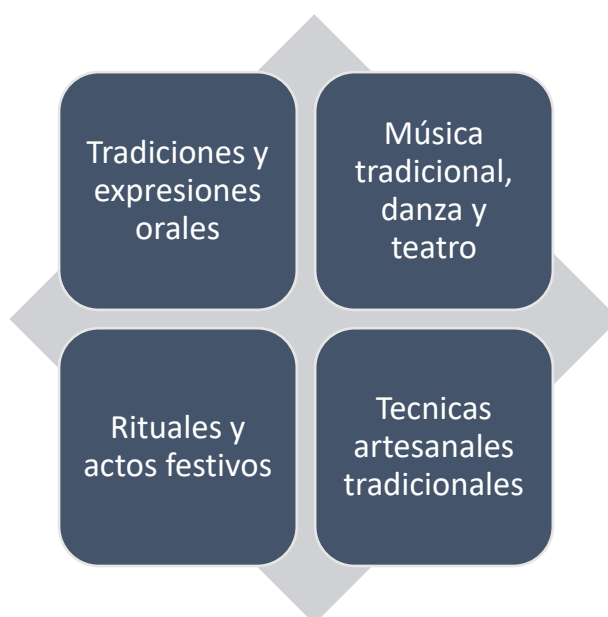 Tradiciones y
expresiones
orales
Música
tradicional,
danza y
teatro
Rituales y
actos festivos
Tecnicas
artesanales
tradicionales